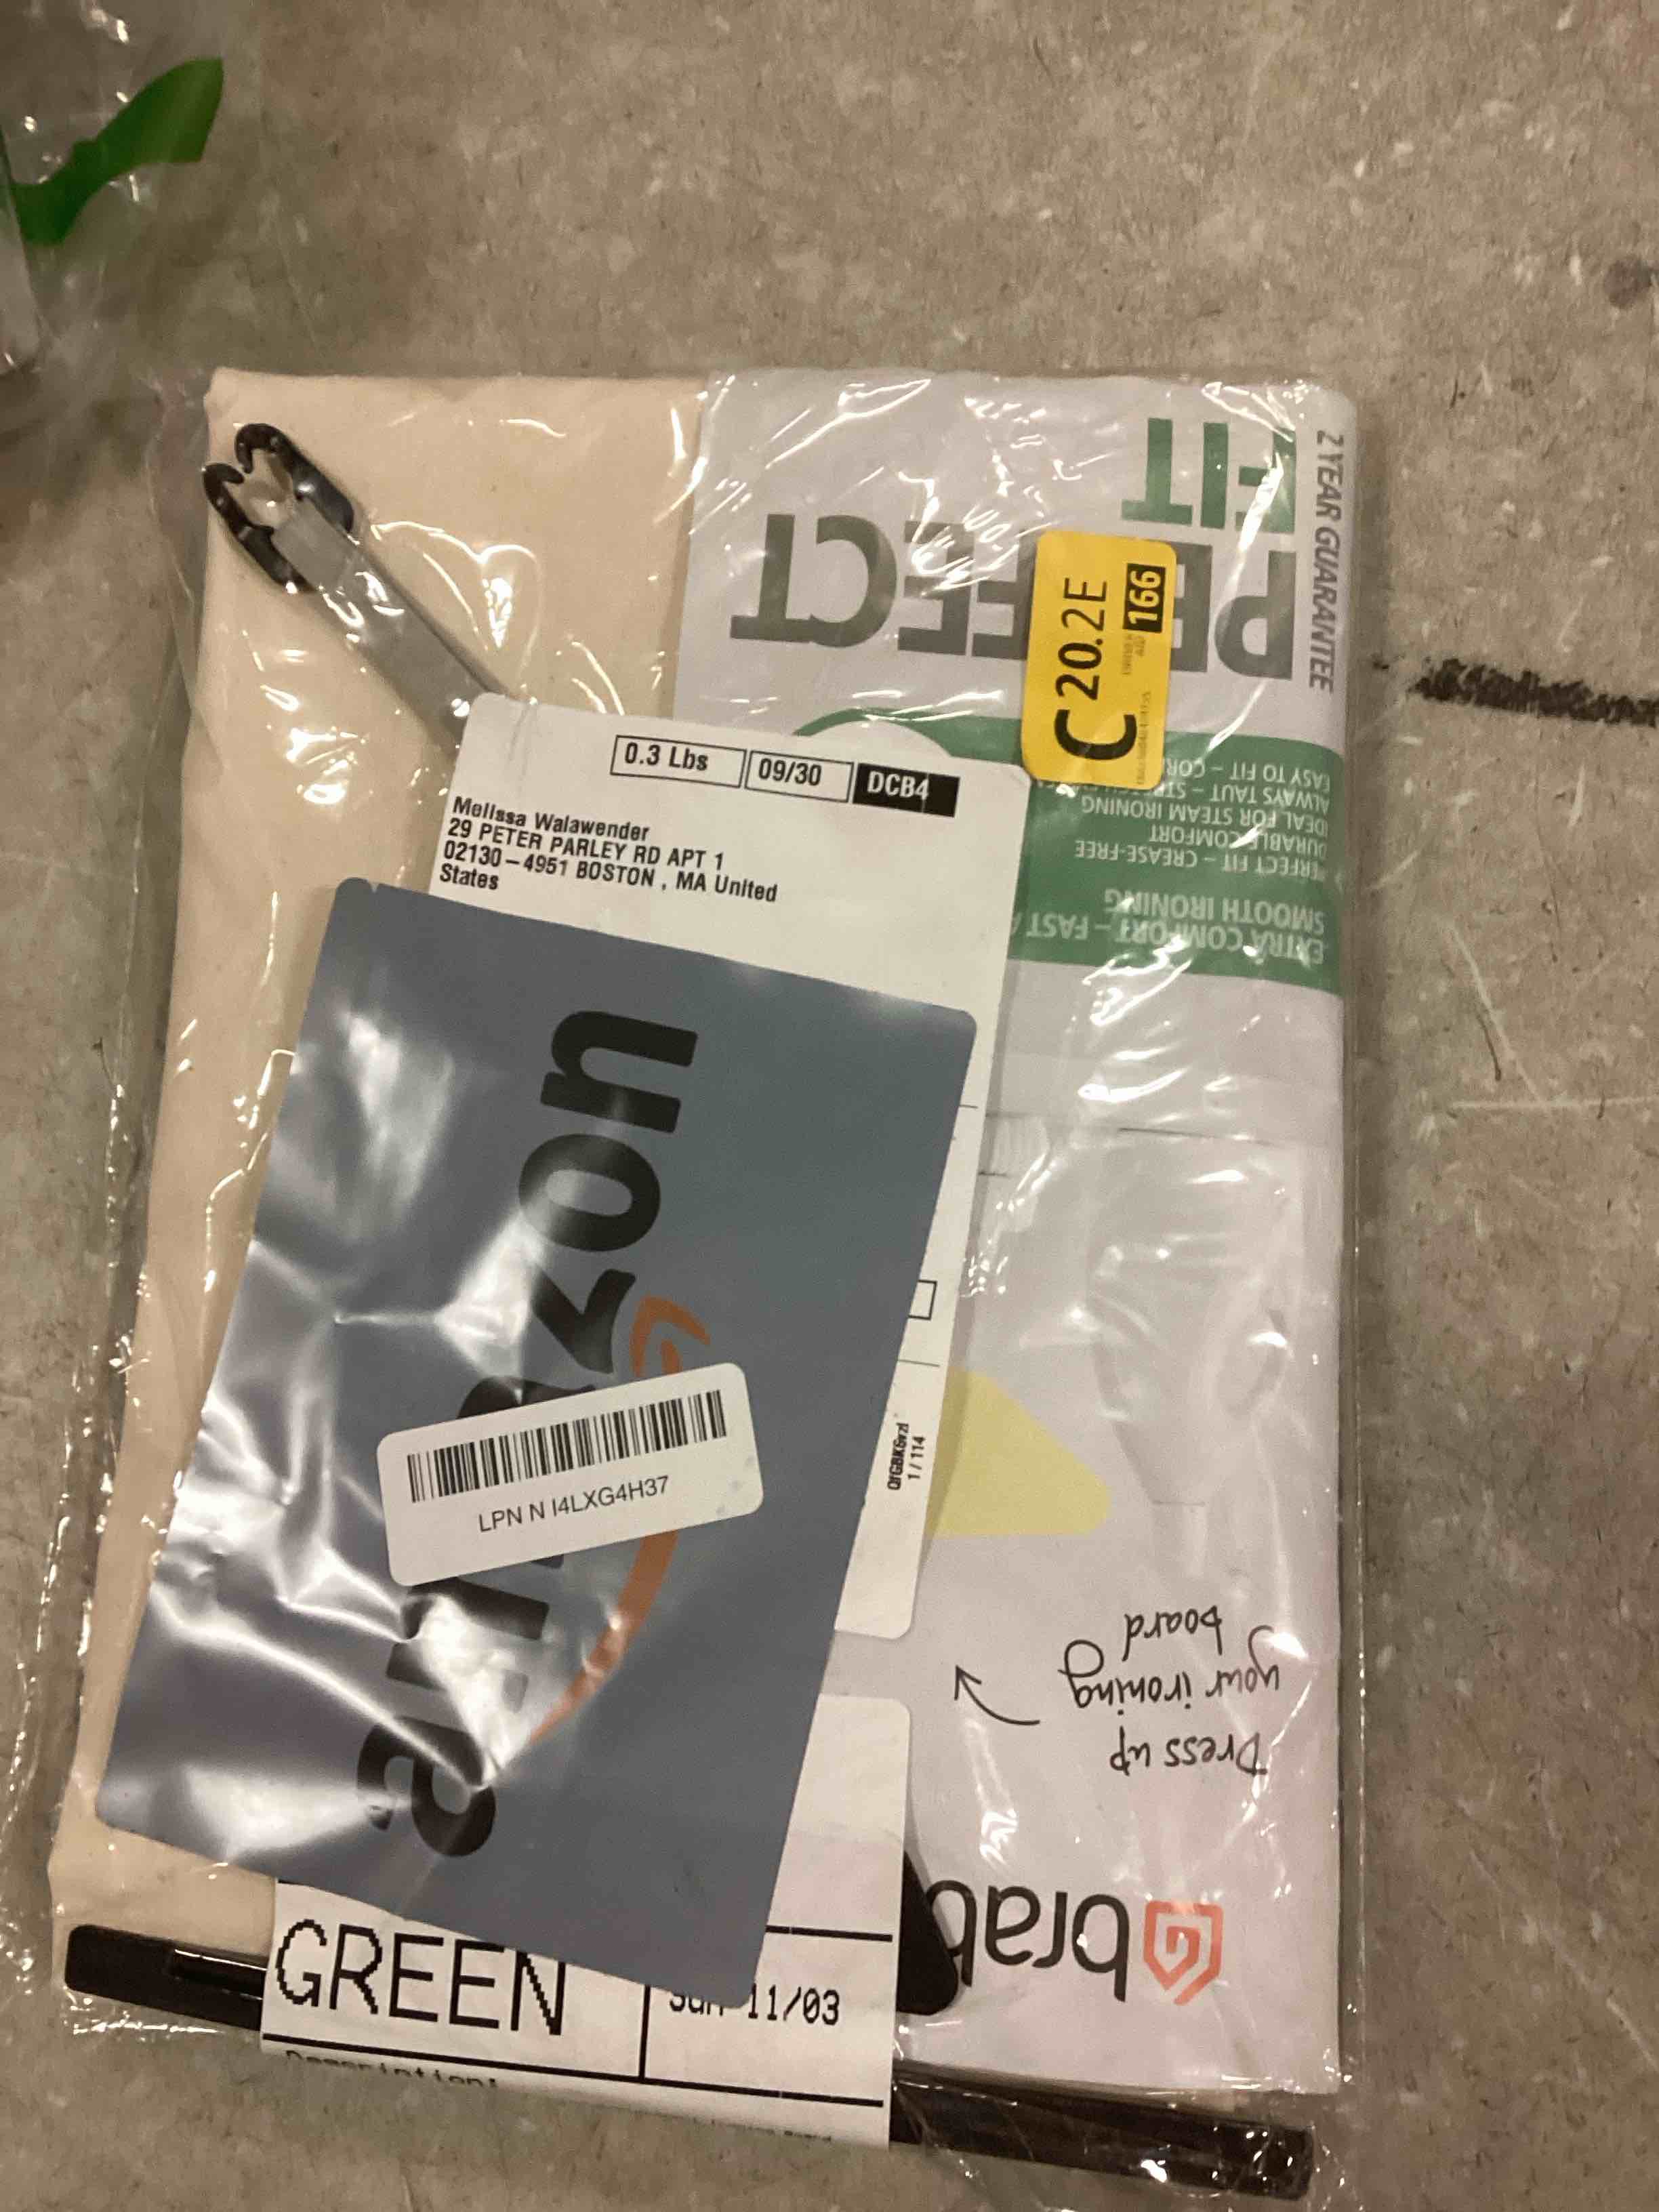 2 YEAR GUARANTEE
PERFECT
FIT
C 20.2E
166
EASY TO FIT –
ALWAYS TAUT –
IDEAL FOR STEAM IRONING
DURABLE COMFORT
PERFECT FIT – CREASE-FREE
SMOOTH IRONING
EXTRA COMFORT – FAST
0.3 Lbs 09/30 DCB4
Melissa Walawender
29 PETER PARLEY RD APT 1
02130-4951 BOSTON , MA United
States
amazon
LPN N I4LXG4H37
1 / 114
Dress up
your ironing
board
brab
GREEN
Sun 11/03
Description: